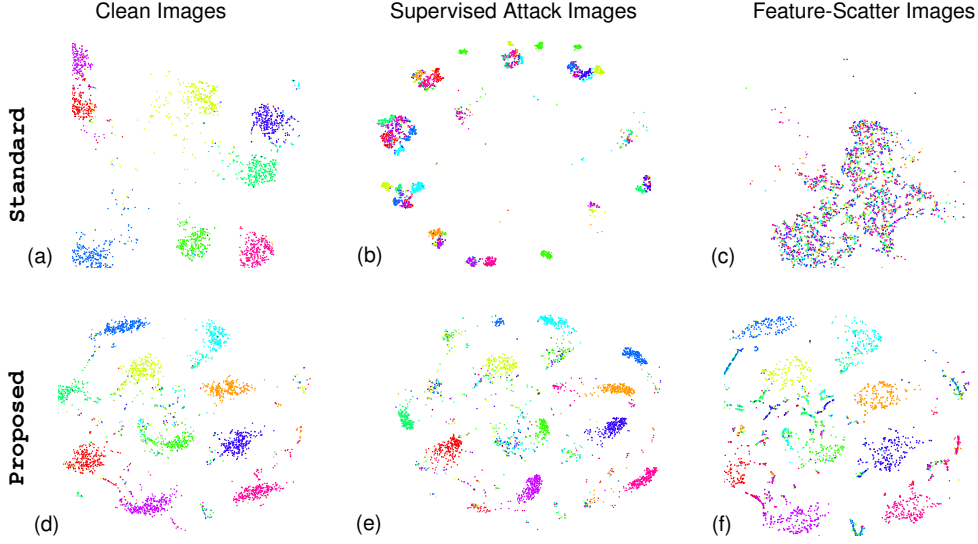 Clean Images
Supervised Attack Images
Feature-Scatter Images
Standard
(a)
(b)
(c)
Proposed
(d)
(e)
(f)